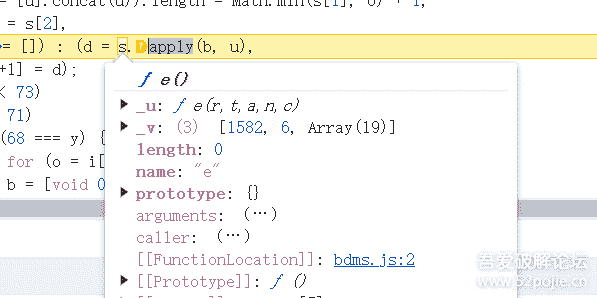 = [u].concat(u)).length = Math.min(s[1], o) + 1,
= s[2],
= []) : (d = s.apply(b, u),
+1] = d);
< 73)
71)
(68 === y) {
for (o = i[
b = [void 0
ƒ e()
_u: ƒ e(r,t,a,n,c)
_v: (3) [1582, 6, Array(19)]
length: 0
name: "e"
prototype: {}
arguments: (...)
caller: (...)
[[FunctionLocation]]: bdms.js:2
[[Prototype]]: ƒ ()
吾爱破解论坛
www.52pojie.cn